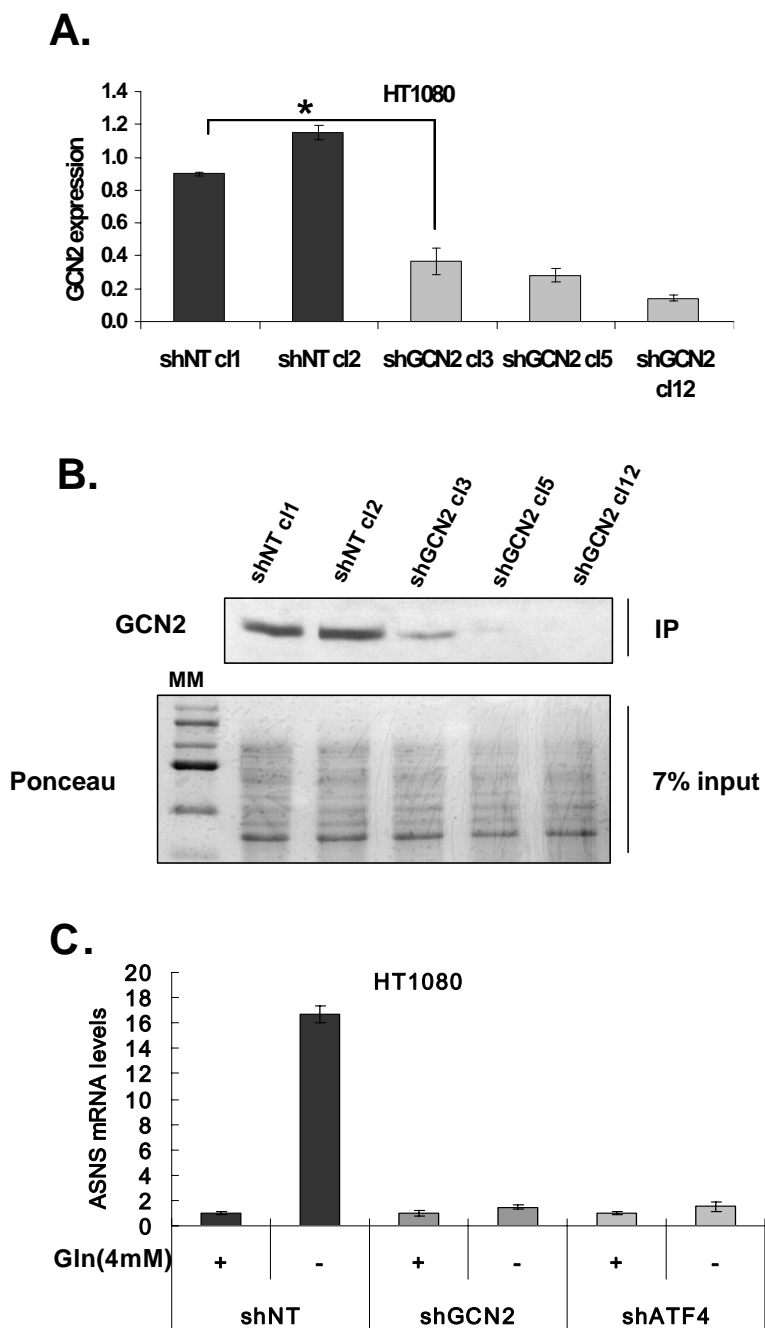 A.
HT1080
*
GCN2 expression
1.4
1.2
1.0
0.8
0.6
0.4
0.2
0.0
shNT cl1 shNT cl2 shGCN2 cl3 shGCN2 cl5 shGCN2
cl12
B.
shNT cl1 shNT cl2 shGCN2 cl3 shGCN2 cl5 shGCN2 cl12
GCN2 IP
MM
Ponceau 7% input
C.
HT1080
ASNS mRNA levels
20
18
16
14
12
10
8
6
4
2
0
Gln(4mM) + - + - + -
shNT shGCN2 shATF4